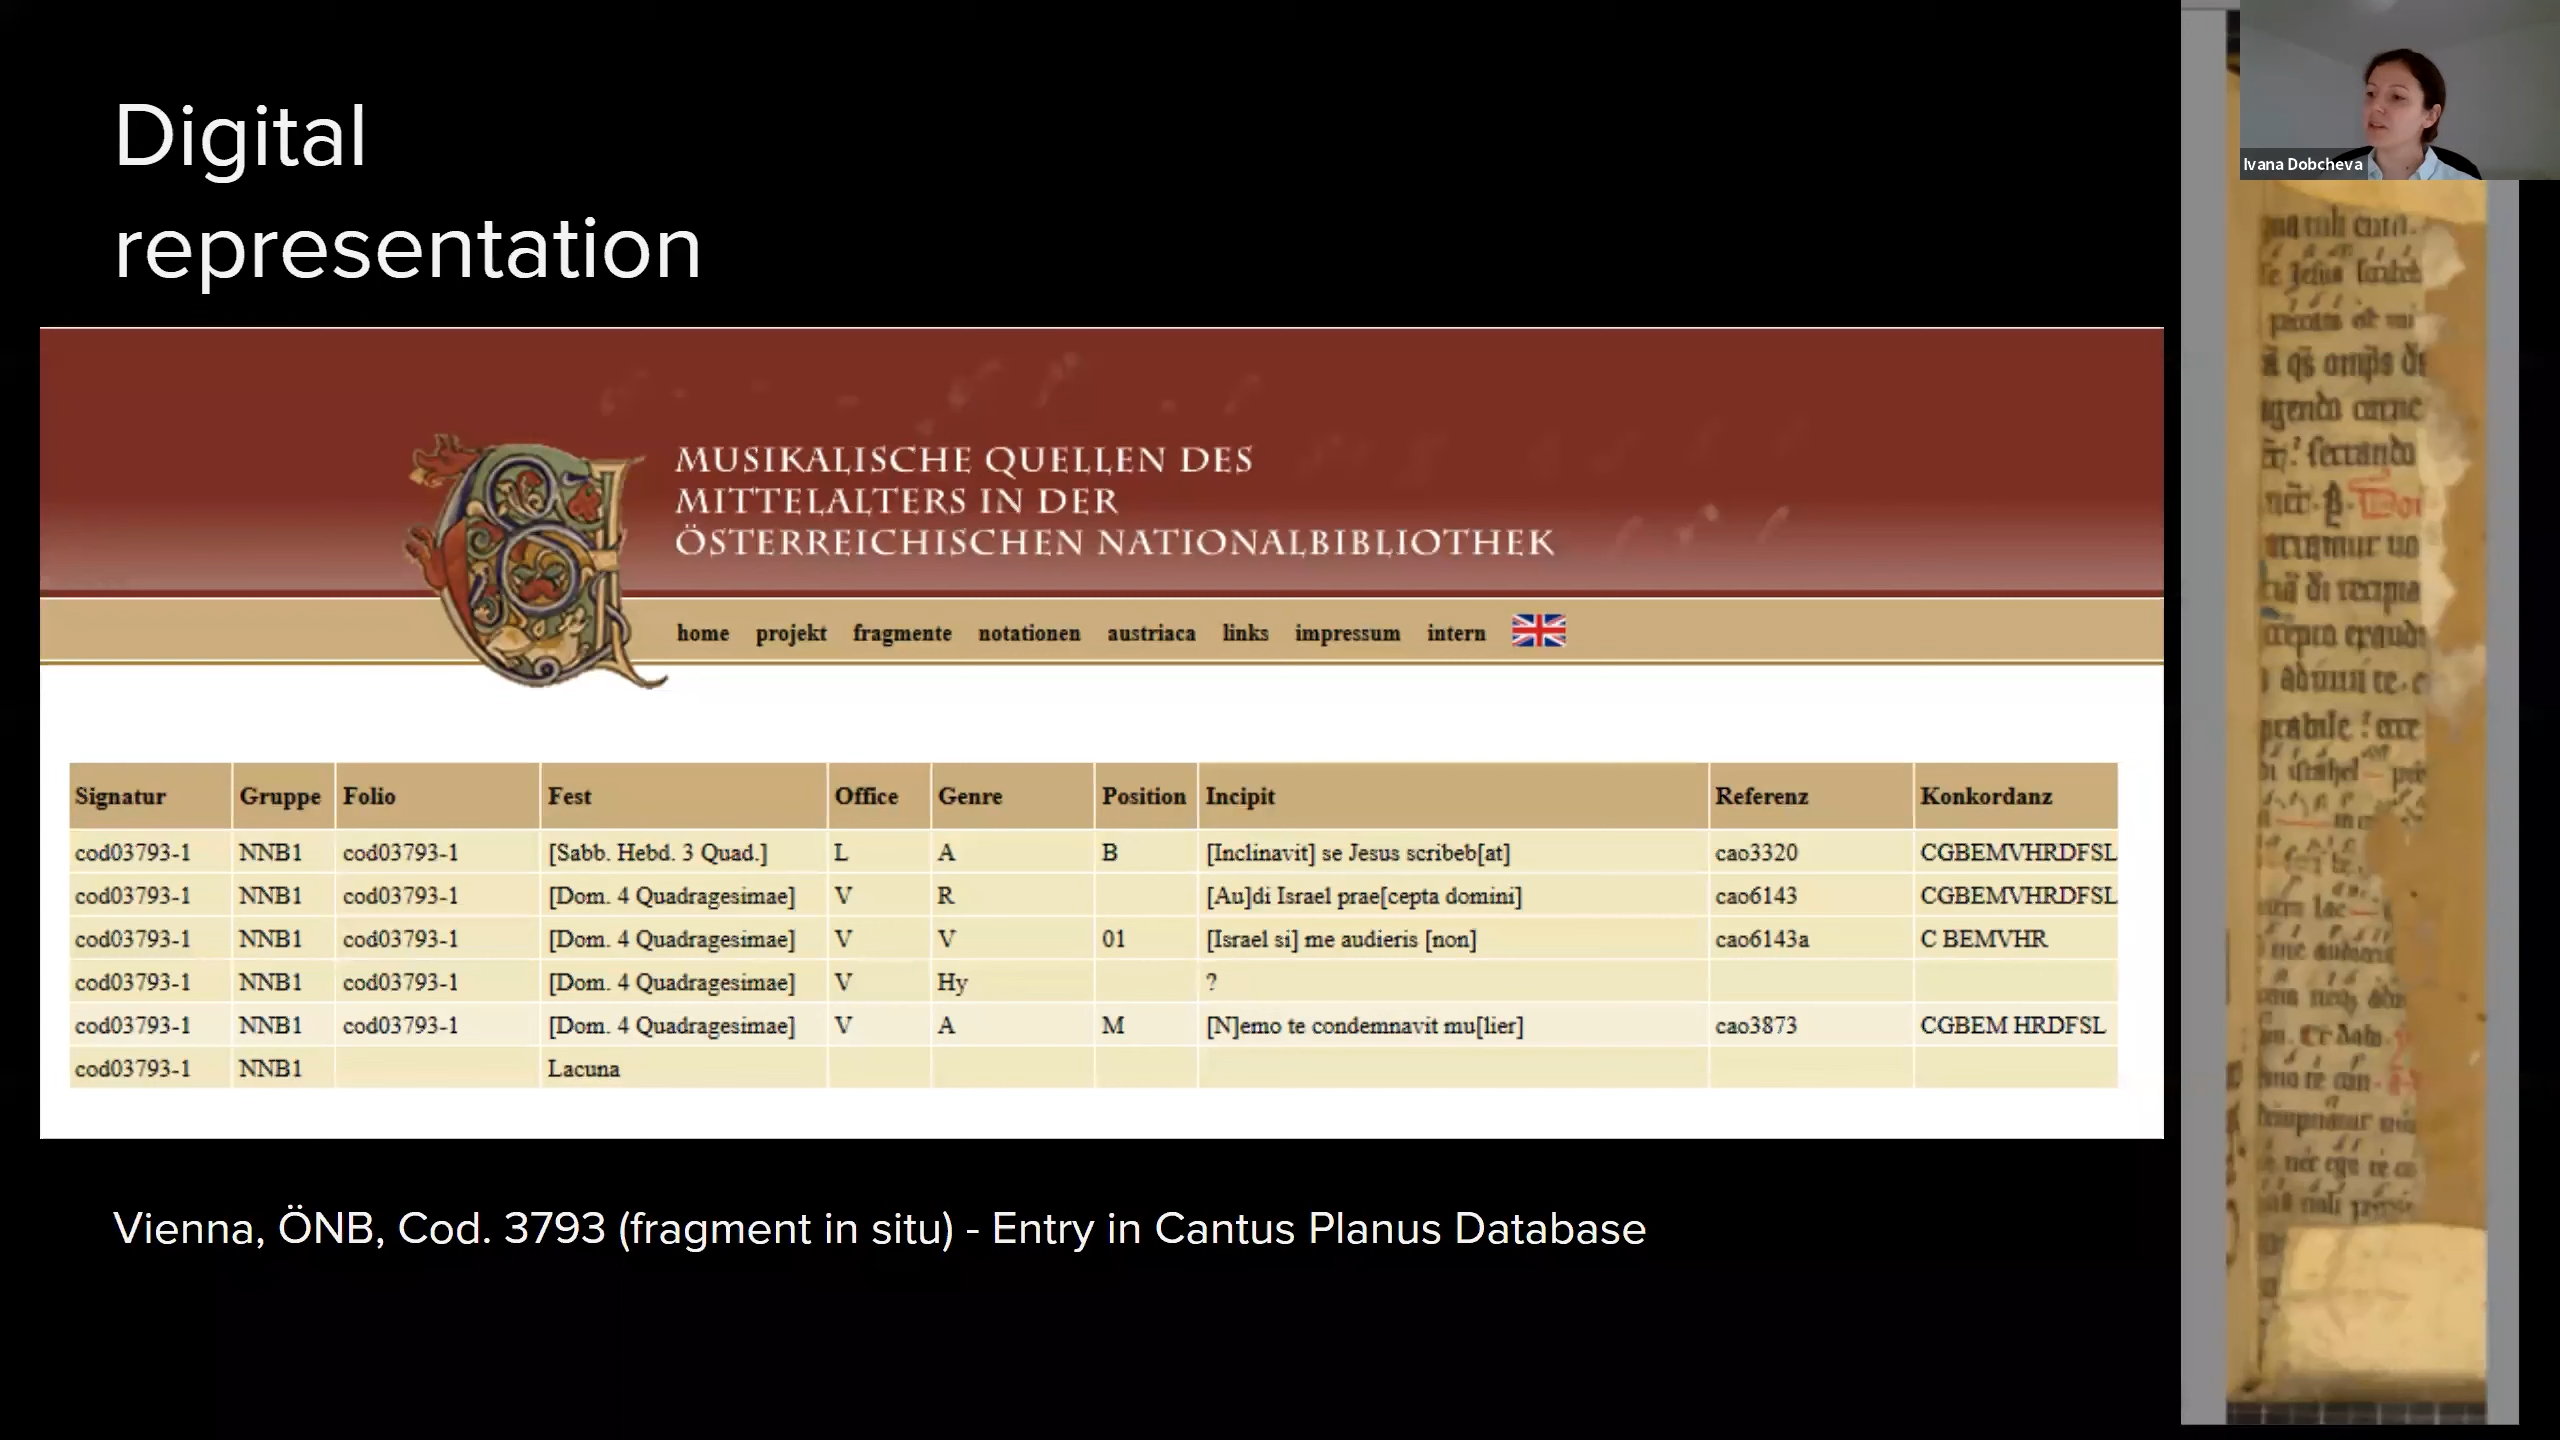 Digital
representation
Ivana Dobcheva
MUSIKALISCHE QUELLEN DES
MITTELALTERS IN DER
ÖSTERREICHISCHEN NATIONALBIBLIOTHEK
home projekt fragmente notationen austriaca links impressum intern
Signatur Gruppe Folio Fest Office Genre Position Incipit Referenz Konkordanz
cod03793-1 NNB1 cod03793-1 [Sabb. Hebd. 3 Quad.] L A B [Inclinavit] se Jesus scribeb[at] cao3320 CGBEMVHRDFSL
cod03793-1 NNB1 cod03793-1 [Dom. 4 Quadragesimae] V R [Au]di Israel prae[cepta domini] cao6143 CGBEMVHRDFSL
cod03793-1 NNB1 cod03793-1 [Dom. 4 Quadragesimae] V V 01 [Israel si] me audieris [non] cao6143a C BEMVHR
cod03793-1 NNB1 cod03793-1 [Dom. 4 Quadragesimae] V Hy ?
cod03793-1 NNB1 cod03793-1 [Dom. 4 Quadragesimae] V A M [N]emo te condemnavit mu[lier] cao3873 CGBEM HRDFSL
cod03793-1 NNB1 Lacuna
Vienna, ÖNB, Cod. 3793 (fragment in situ) - Entry in Cantus Planus Database